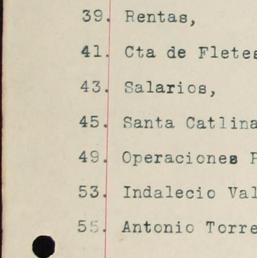 39. Rentas,
41. Cta de Fletes
43. Salarios,
45. Santa Catlina
49. Operaciones
53. Indalecio Val
55. Antonio Torre